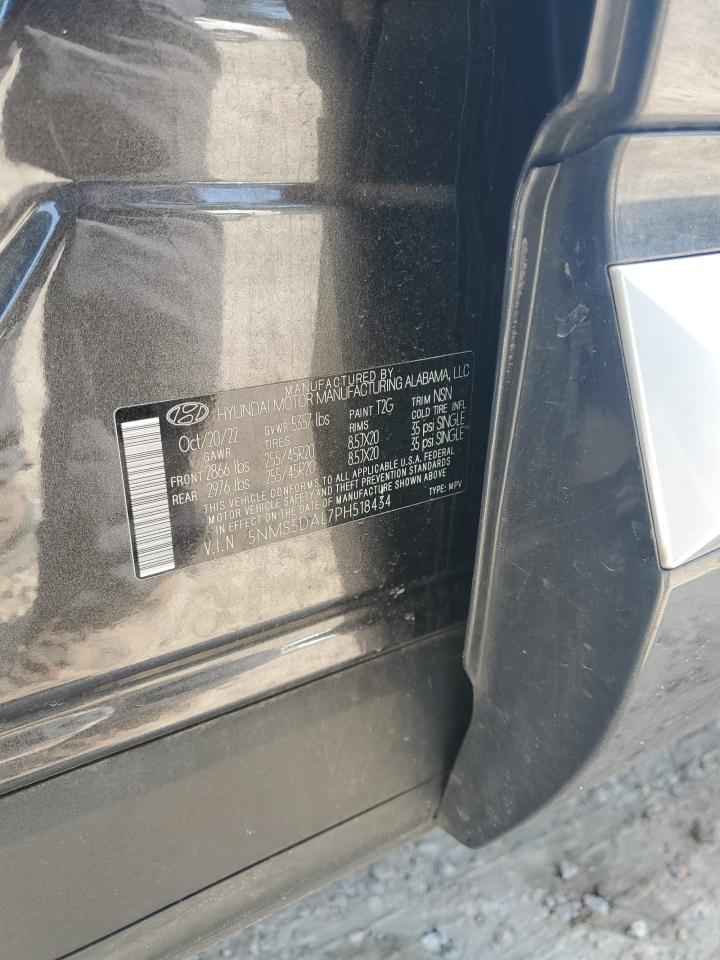 MANUFACTURED BY
HYUNDAI MOTOR MANUFACTURING ALABAMA, LLC
Oct/20/22 GVWR 5357 lbs PAINT T2G TRIM NSN
GAWR TIRES RIMS COLD TIRE INFL
FRONT 2866 lbs 255/45R20 8.5JX20 35 psi SINGLE
REAR 2976 lbs 255/45R20 8.5JX20 35 psi SINGLE
THIS VEHICLE CONFORMS TO ALL APPLICABLE U.S.A. FEDERAL
MOTOR VEHICLE SAFETY AND THEFT PREVENTION STANDARDS
IN EFFECT ON THE DATE OF MANUFACTURE SHOWN ABOVE.
V.I.N 5NMS5DAL7PH518434 TYPE: MPV